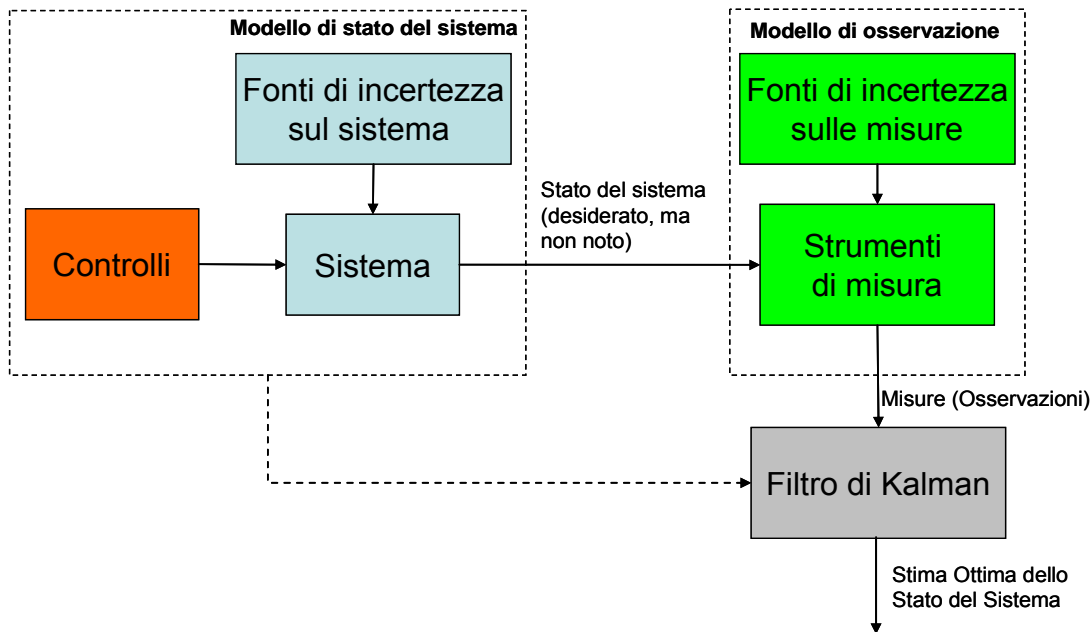 Modello di stato del sistema
Fonti di incertezza
sul sistema
Controlli
Sistema
Stato del sistema
(desiderato, ma
non noto)
Modello di osservazione
Fonti di incertezza
sulle misure
Strumenti
di misura
Misure (Osservazioni)
Filtro di Kalman
Stima Ottima dello
Stato del Sistema